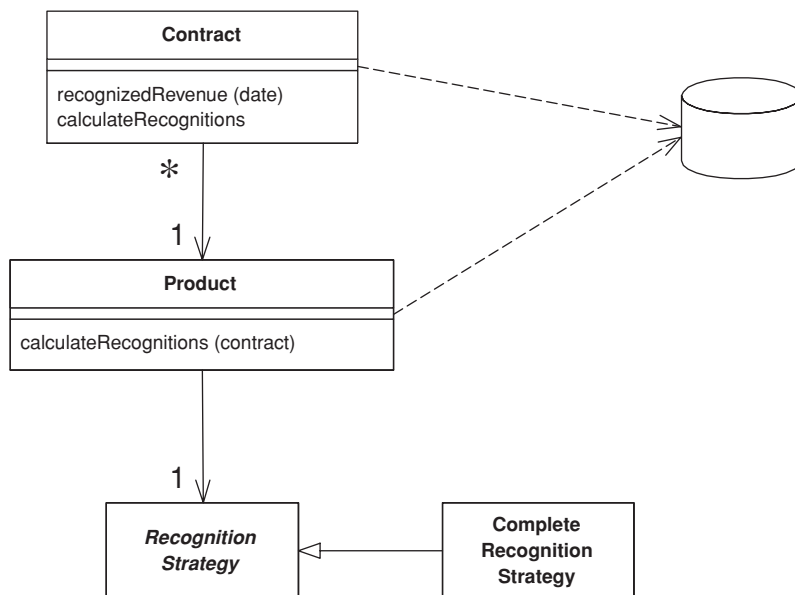 Contract
recognizedRevenue (date)
calculateRecognitions
*
1
Product
calculateRecognitions (contract)
1
Recognition
Strategy
Complete
Recognition
Strategy